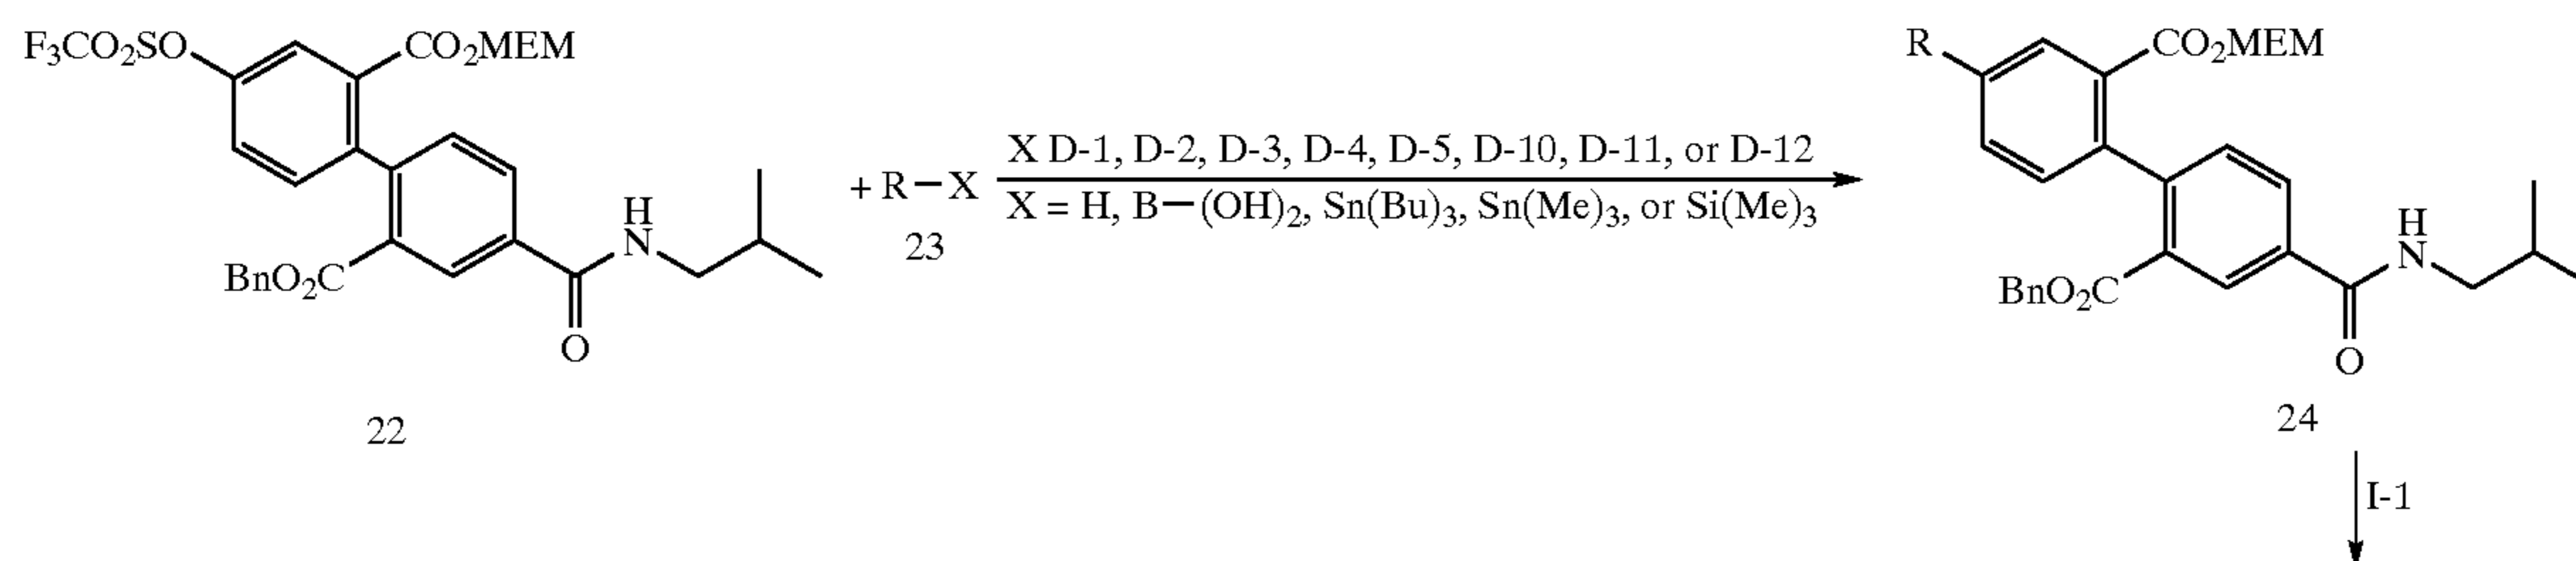 F₃CO₂SO
CO₂MEM
BnO₂C
H
N
O
22
+ R—X
23
X D-1, D-2, D-3, D-4, D-5, D-10, D-11, or D-12
X = H, B—(OH)₂, Sn(Bu)₃, Sn(Me)₃, or Si(Me)₃
R
CO₂MEM
BnO₂C
H
N
O
24
I-1